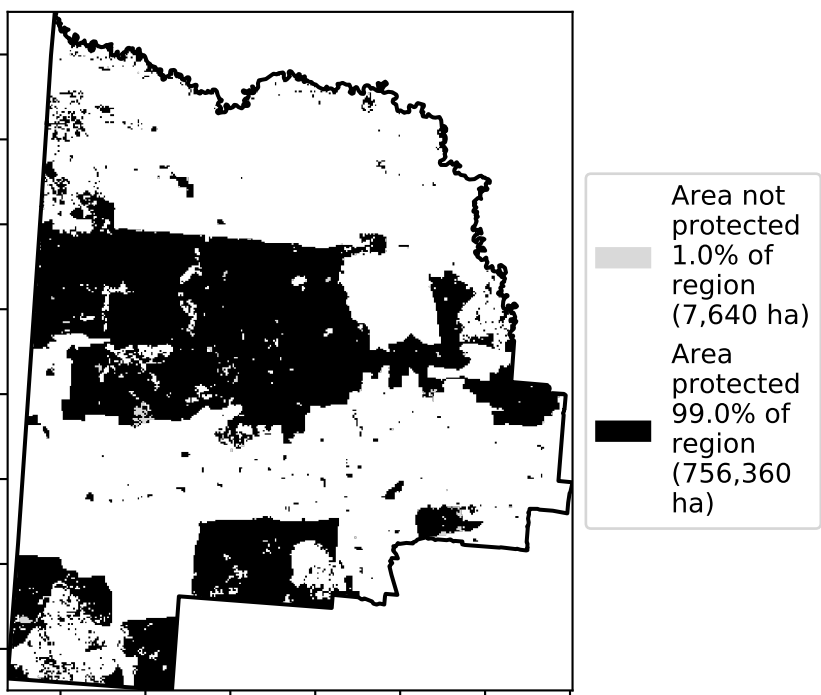 Area not
protected
1.0% of
region
(7,640 ha)
Area
protected
99.0% of
region
(756,360
ha)